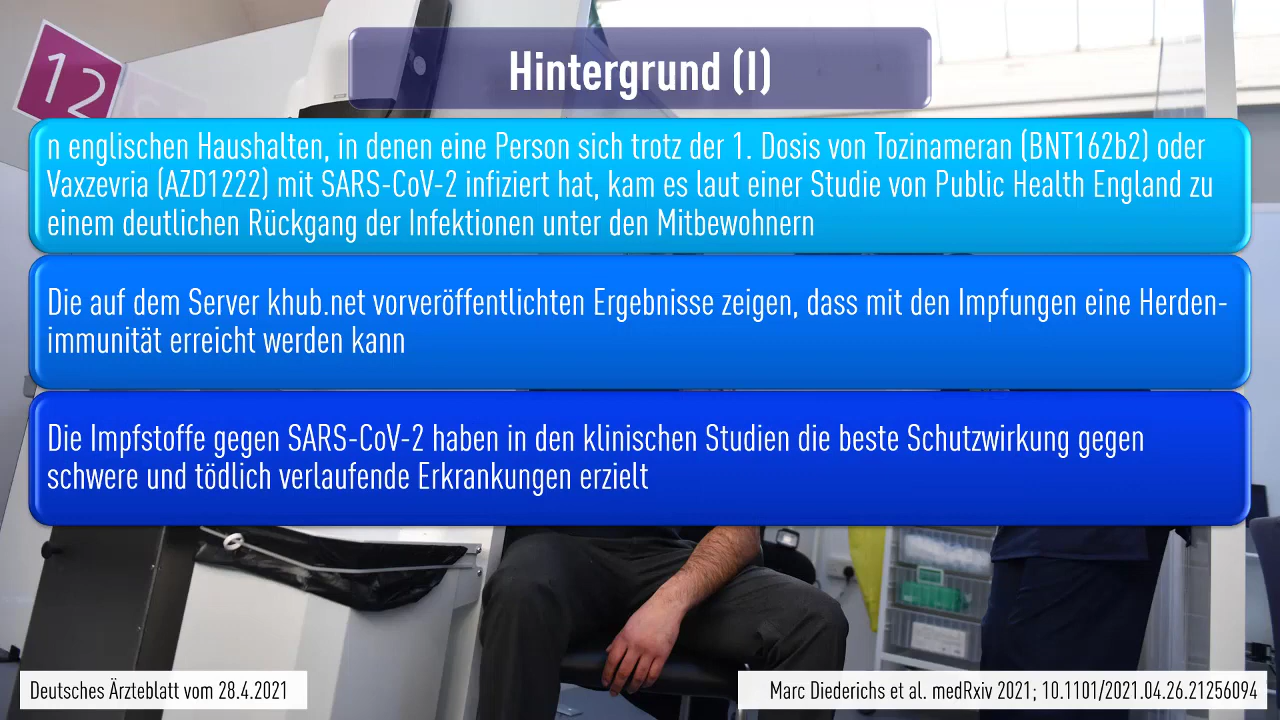 12
Hintergrund (I)
n englischen Haushalten, in denen eine Person sich trotz der 1. Dosis von Tozinameran (BNT162b2) oder
Vaxzevria (AZD1222) mit SARS-CoV-2 infiziert hat, kam es laut einer Studie von Public Health England zu
einem deutlichen Rückgang der Infektionen unter den Mitbewohnern
Die auf dem Server khub.net vorveröffentlichten Ergebnisse zeigen, dass mit den Impfungen eine Herden-
immunität erreicht werden kann
Die Impfstoffe gegen SARS-CoV-2 haben in den klinischen Studien die beste Schutzwirkung gegen
schwere und tödlich verlaufende Erkrankungen erzielt
Deutsches Ärzteblatt vom 28.4.2021
Marc Diederichs et al. medRxiv 2021; 10.1101/2021.04.26.21256094